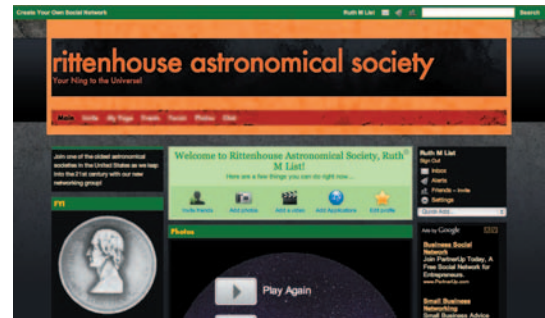 Create Your Own Social Network
Ruth M List
Search
rittenhouse astronomical society
Your Ning to the Universe!
Main Invite My Page Events Forum Photos Chat
Join one of the oldest astronomical
societies in the United States as we leap
into the 21st century with our new
networking group!
FYI
Welcome to Rittenhouse Astronomical Society, Ruth
M List!
Here are a few things you can do right now...
Invite friends
Add photos
Add a video
Add Applications
Edit profile
Photos
Play Again
Ruth M List
Sign Out
Inbox
Alerts
Friends – Invite
Settings
Quick Add...
Ads by Google
Business Social
Network
Join PartnerUp Today, A
Free Social Network for
Entrepreneurs.
www.PartnerUp.com
Small Business
Networking
Small Business Advice